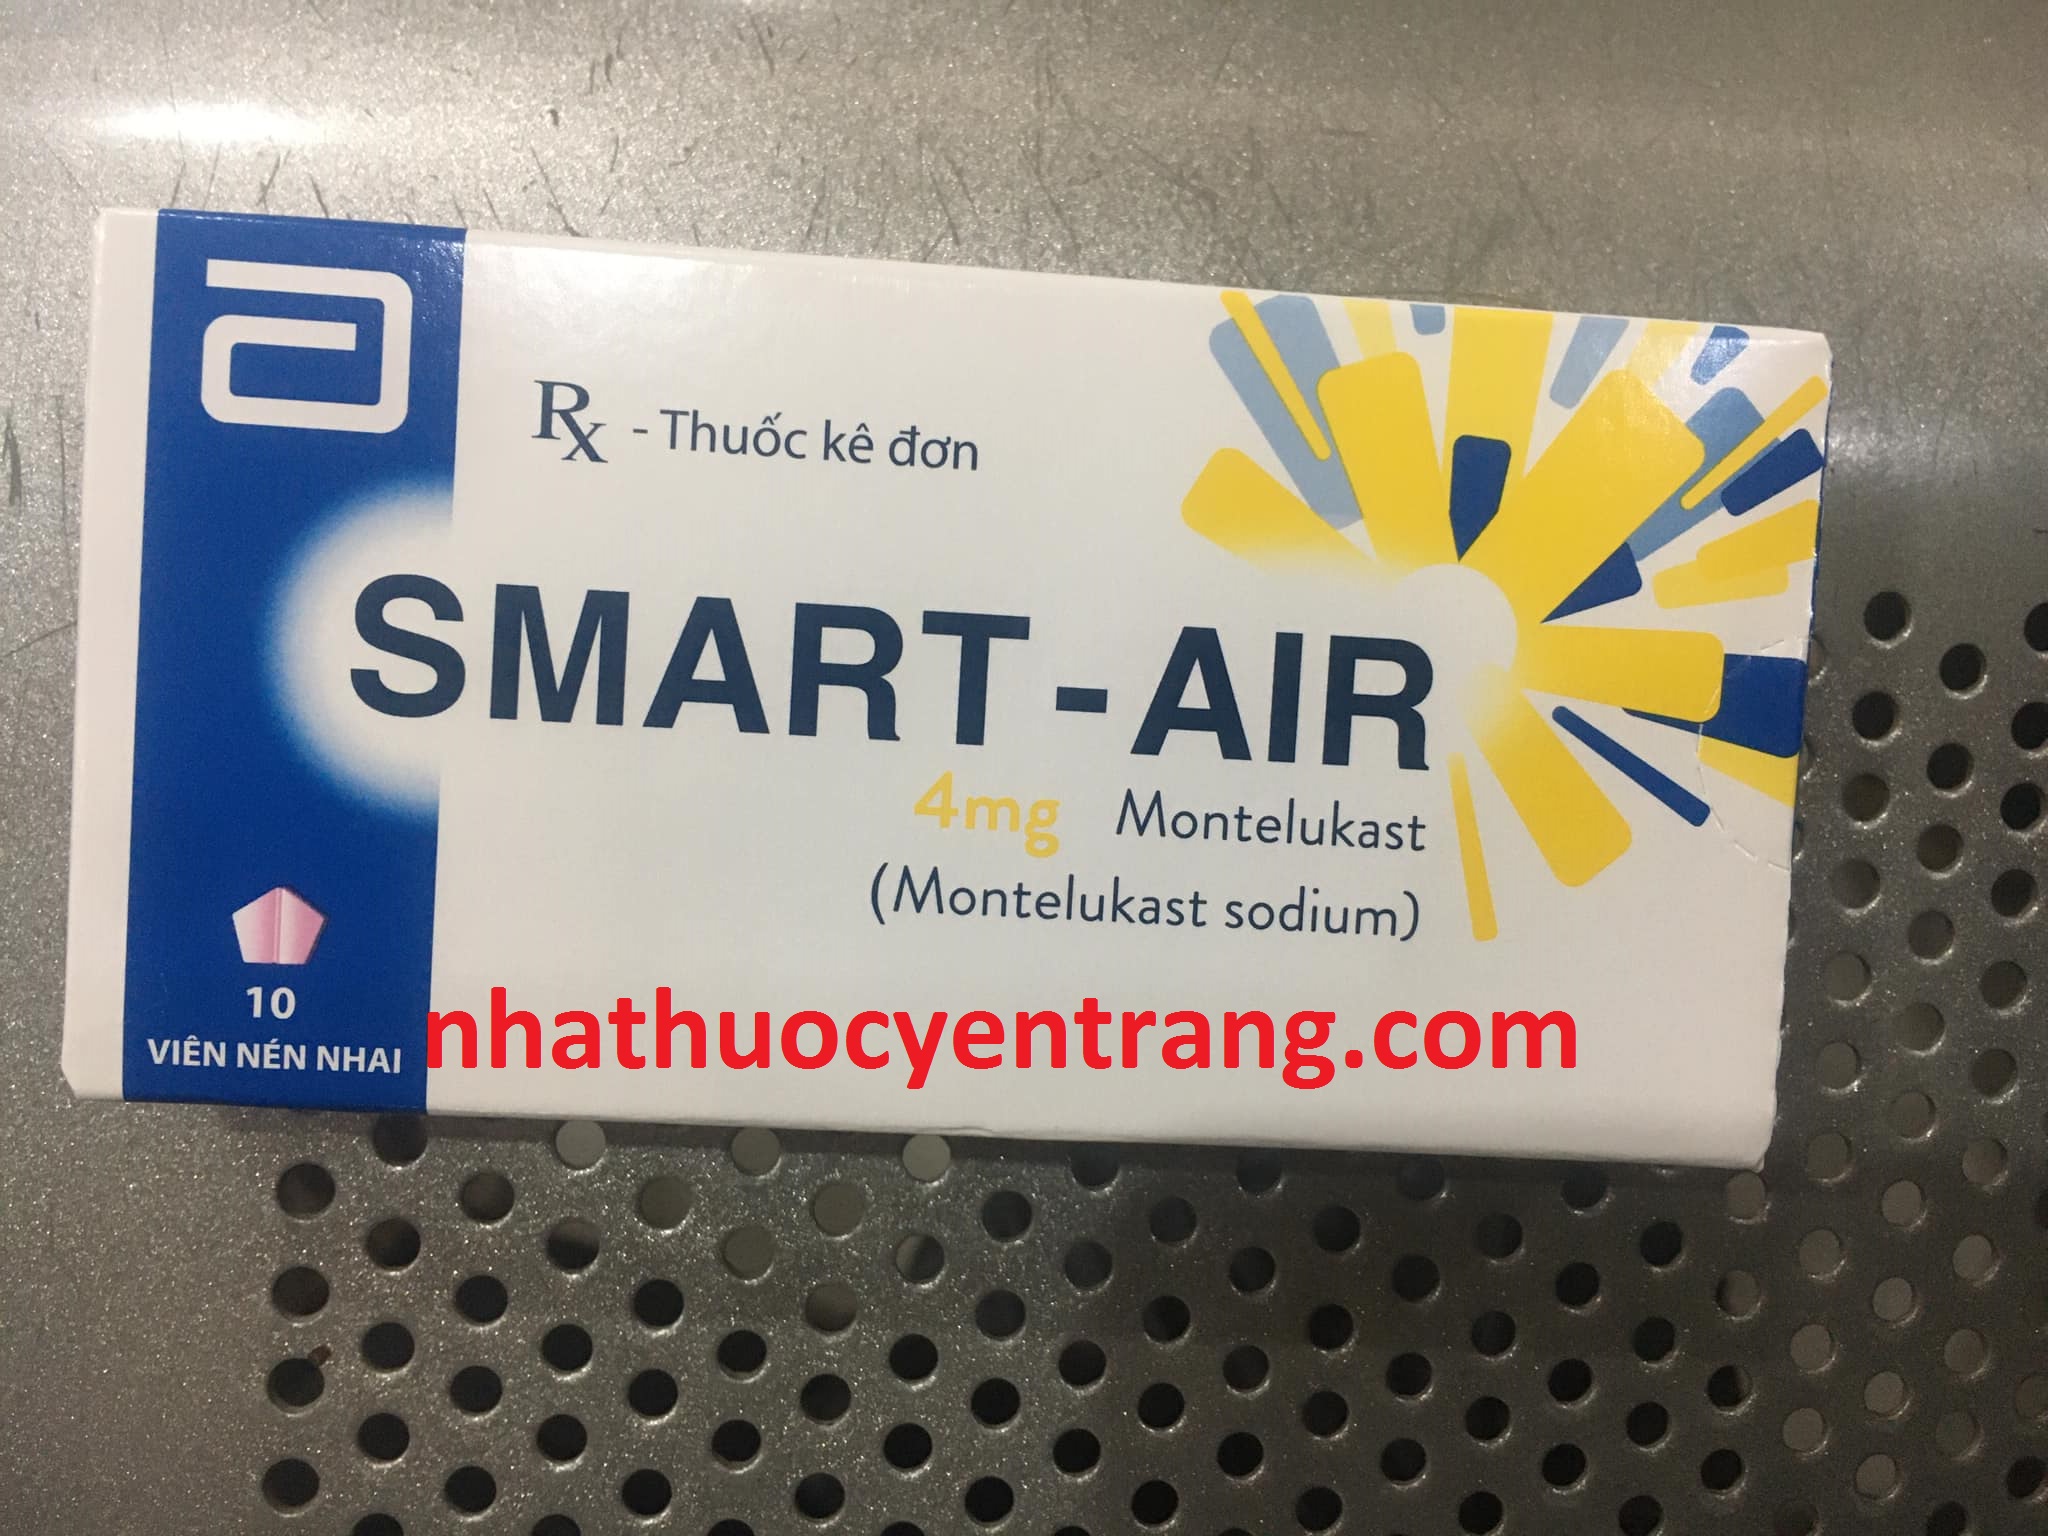 Rx - Thuốc kê đơn
SMART - AIR
4mg Montelukast
(Montelukast sodium)
10
VIÊN NÉN NHAI
nhathuocyentrang.com